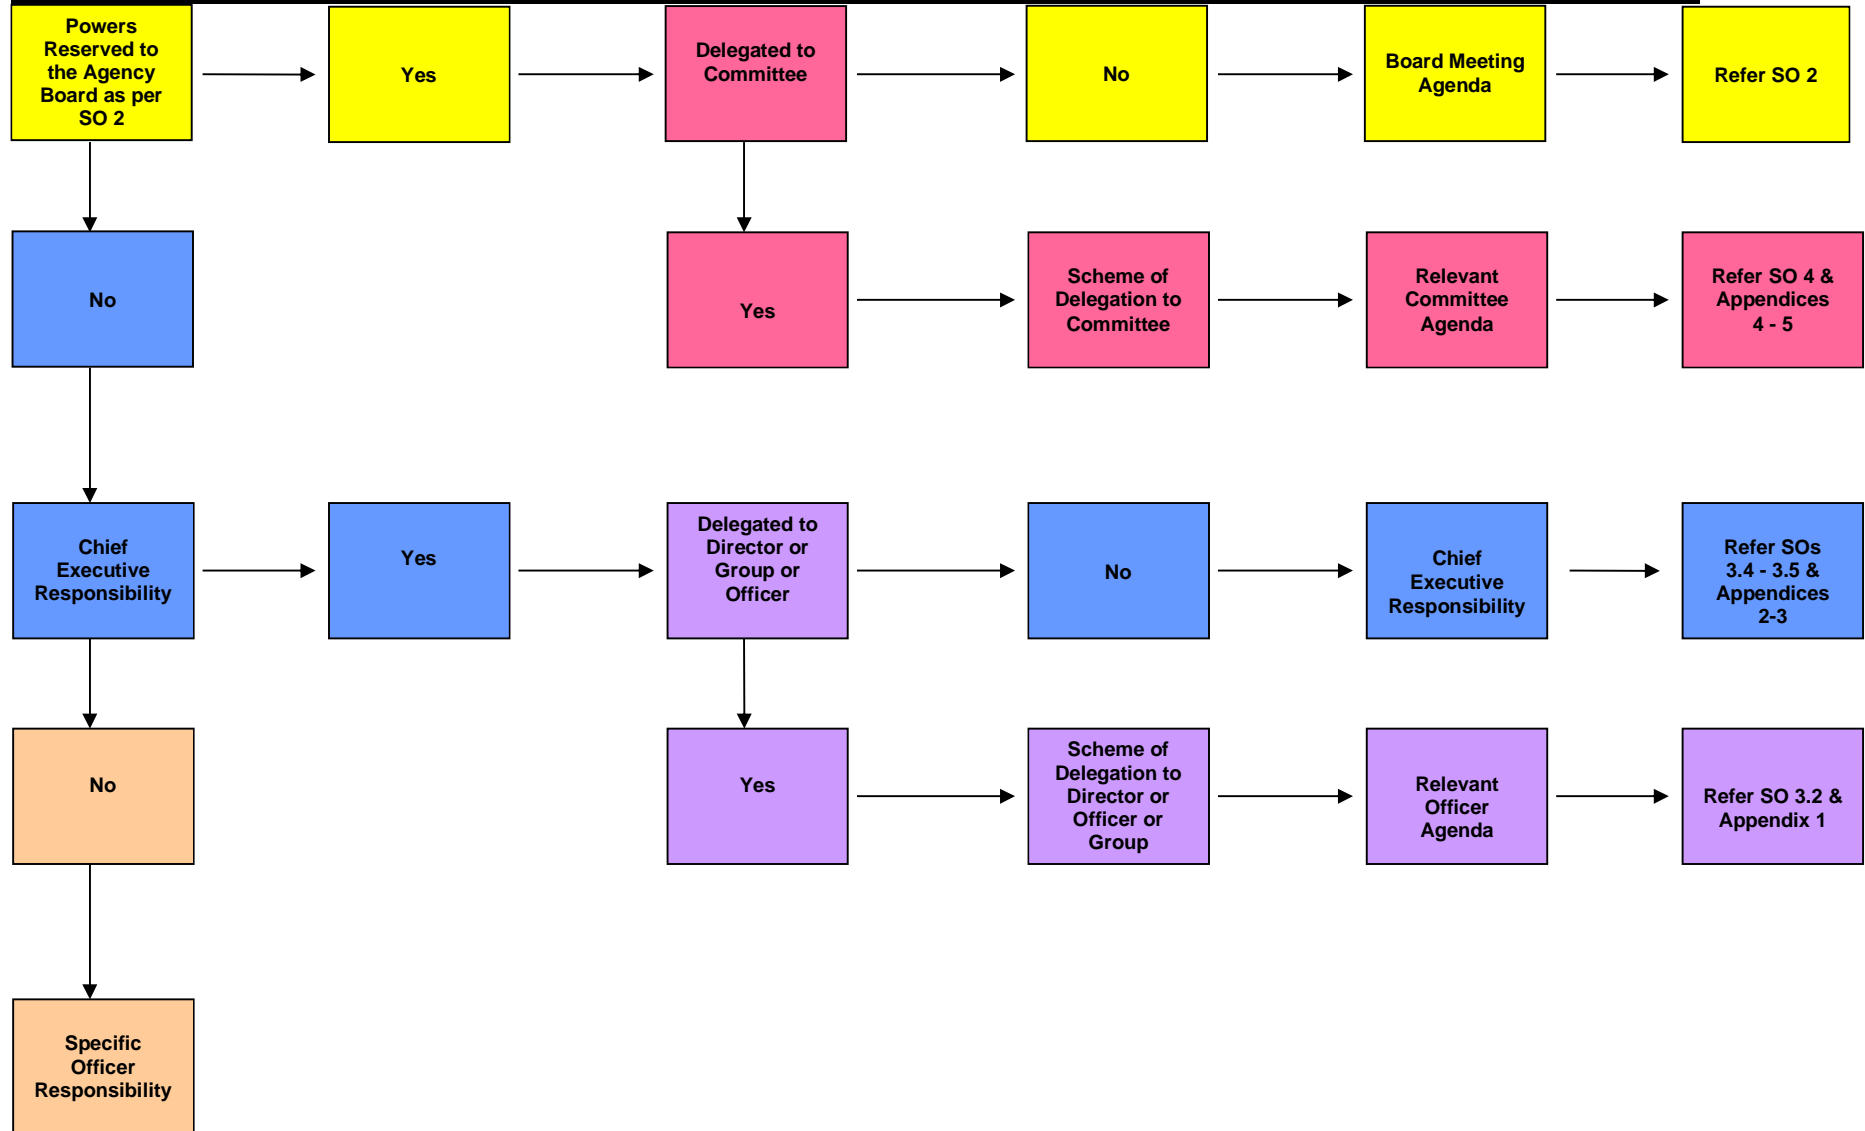 Powers
Reserved to
the Agency
Board as per
SO 2
Yes
Delegated to
Committee
No
Board Meeting
Agenda
Refer SO 2
No
Yes
Scheme of
Delegation to
Committee
Relevant
Committee
Agenda
Refer SO 4 &
Appendices
4 - 5
Chief
Executive
Responsibility
Yes
Delegated to
Director or
Group or
Officer
No
Chief
Executive
Responsibility
Refer SOs
3.4 - 3.5 &
Appendices
2-3
No
Yes
Scheme of
Delegation to
Director or
Officer or
Group
Relevant
Officer
Agenda
Refer SO 3.2 &
Appendix 1
Specific
Officer
Responsibility